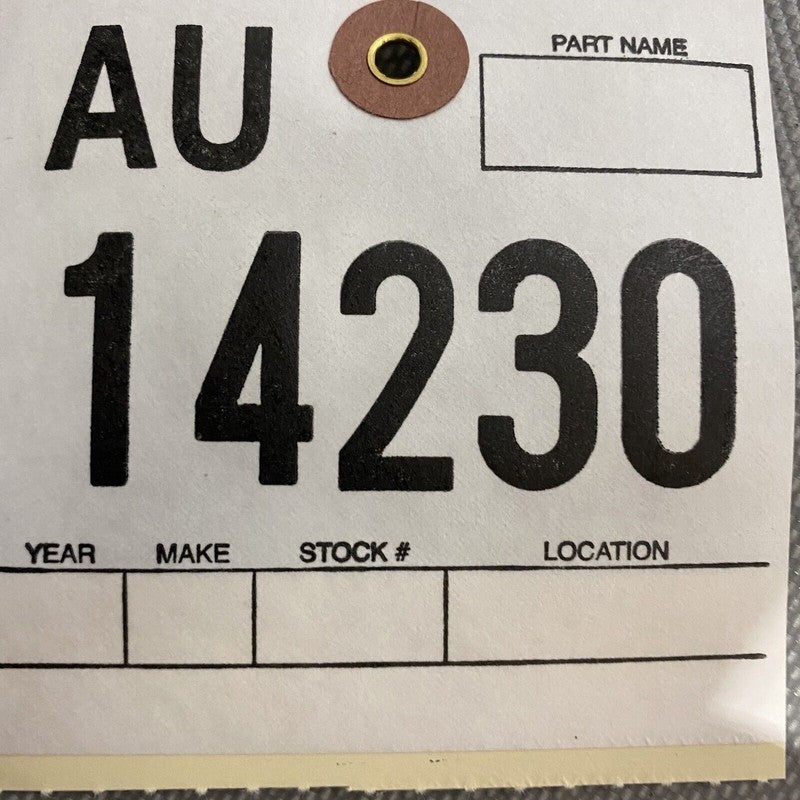 AU
PART NAME
14230
YEAR MAKE STOCK # LOCATION